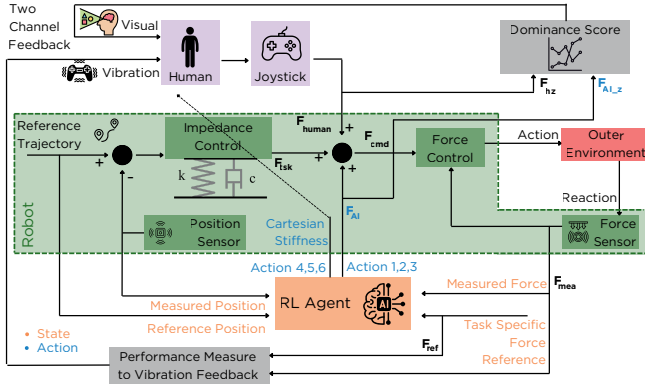 Two
Channel
Feedback
Visual
Vibration
Human
Joystick
Dominance Score
F_hz
F_AI_z
Reference
Trajectory
Impedance
Control
F_human
F_tsk
F_cmd
Force
Control
Action
Outer
Environment
+
-
+
+
+
k
c
Reaction
Robot
Position
Sensor
Cartesian
Stiffness
F_AI
Force
Sensor
Action 4,5,6
Action 1,2,3
F_mea
RL Agent
AI
Measured Force
Measured Position
Reference Position
Task Specific
Force
Reference
• State
• Action
F_ref
Performance Measure
to Vibration Feedback